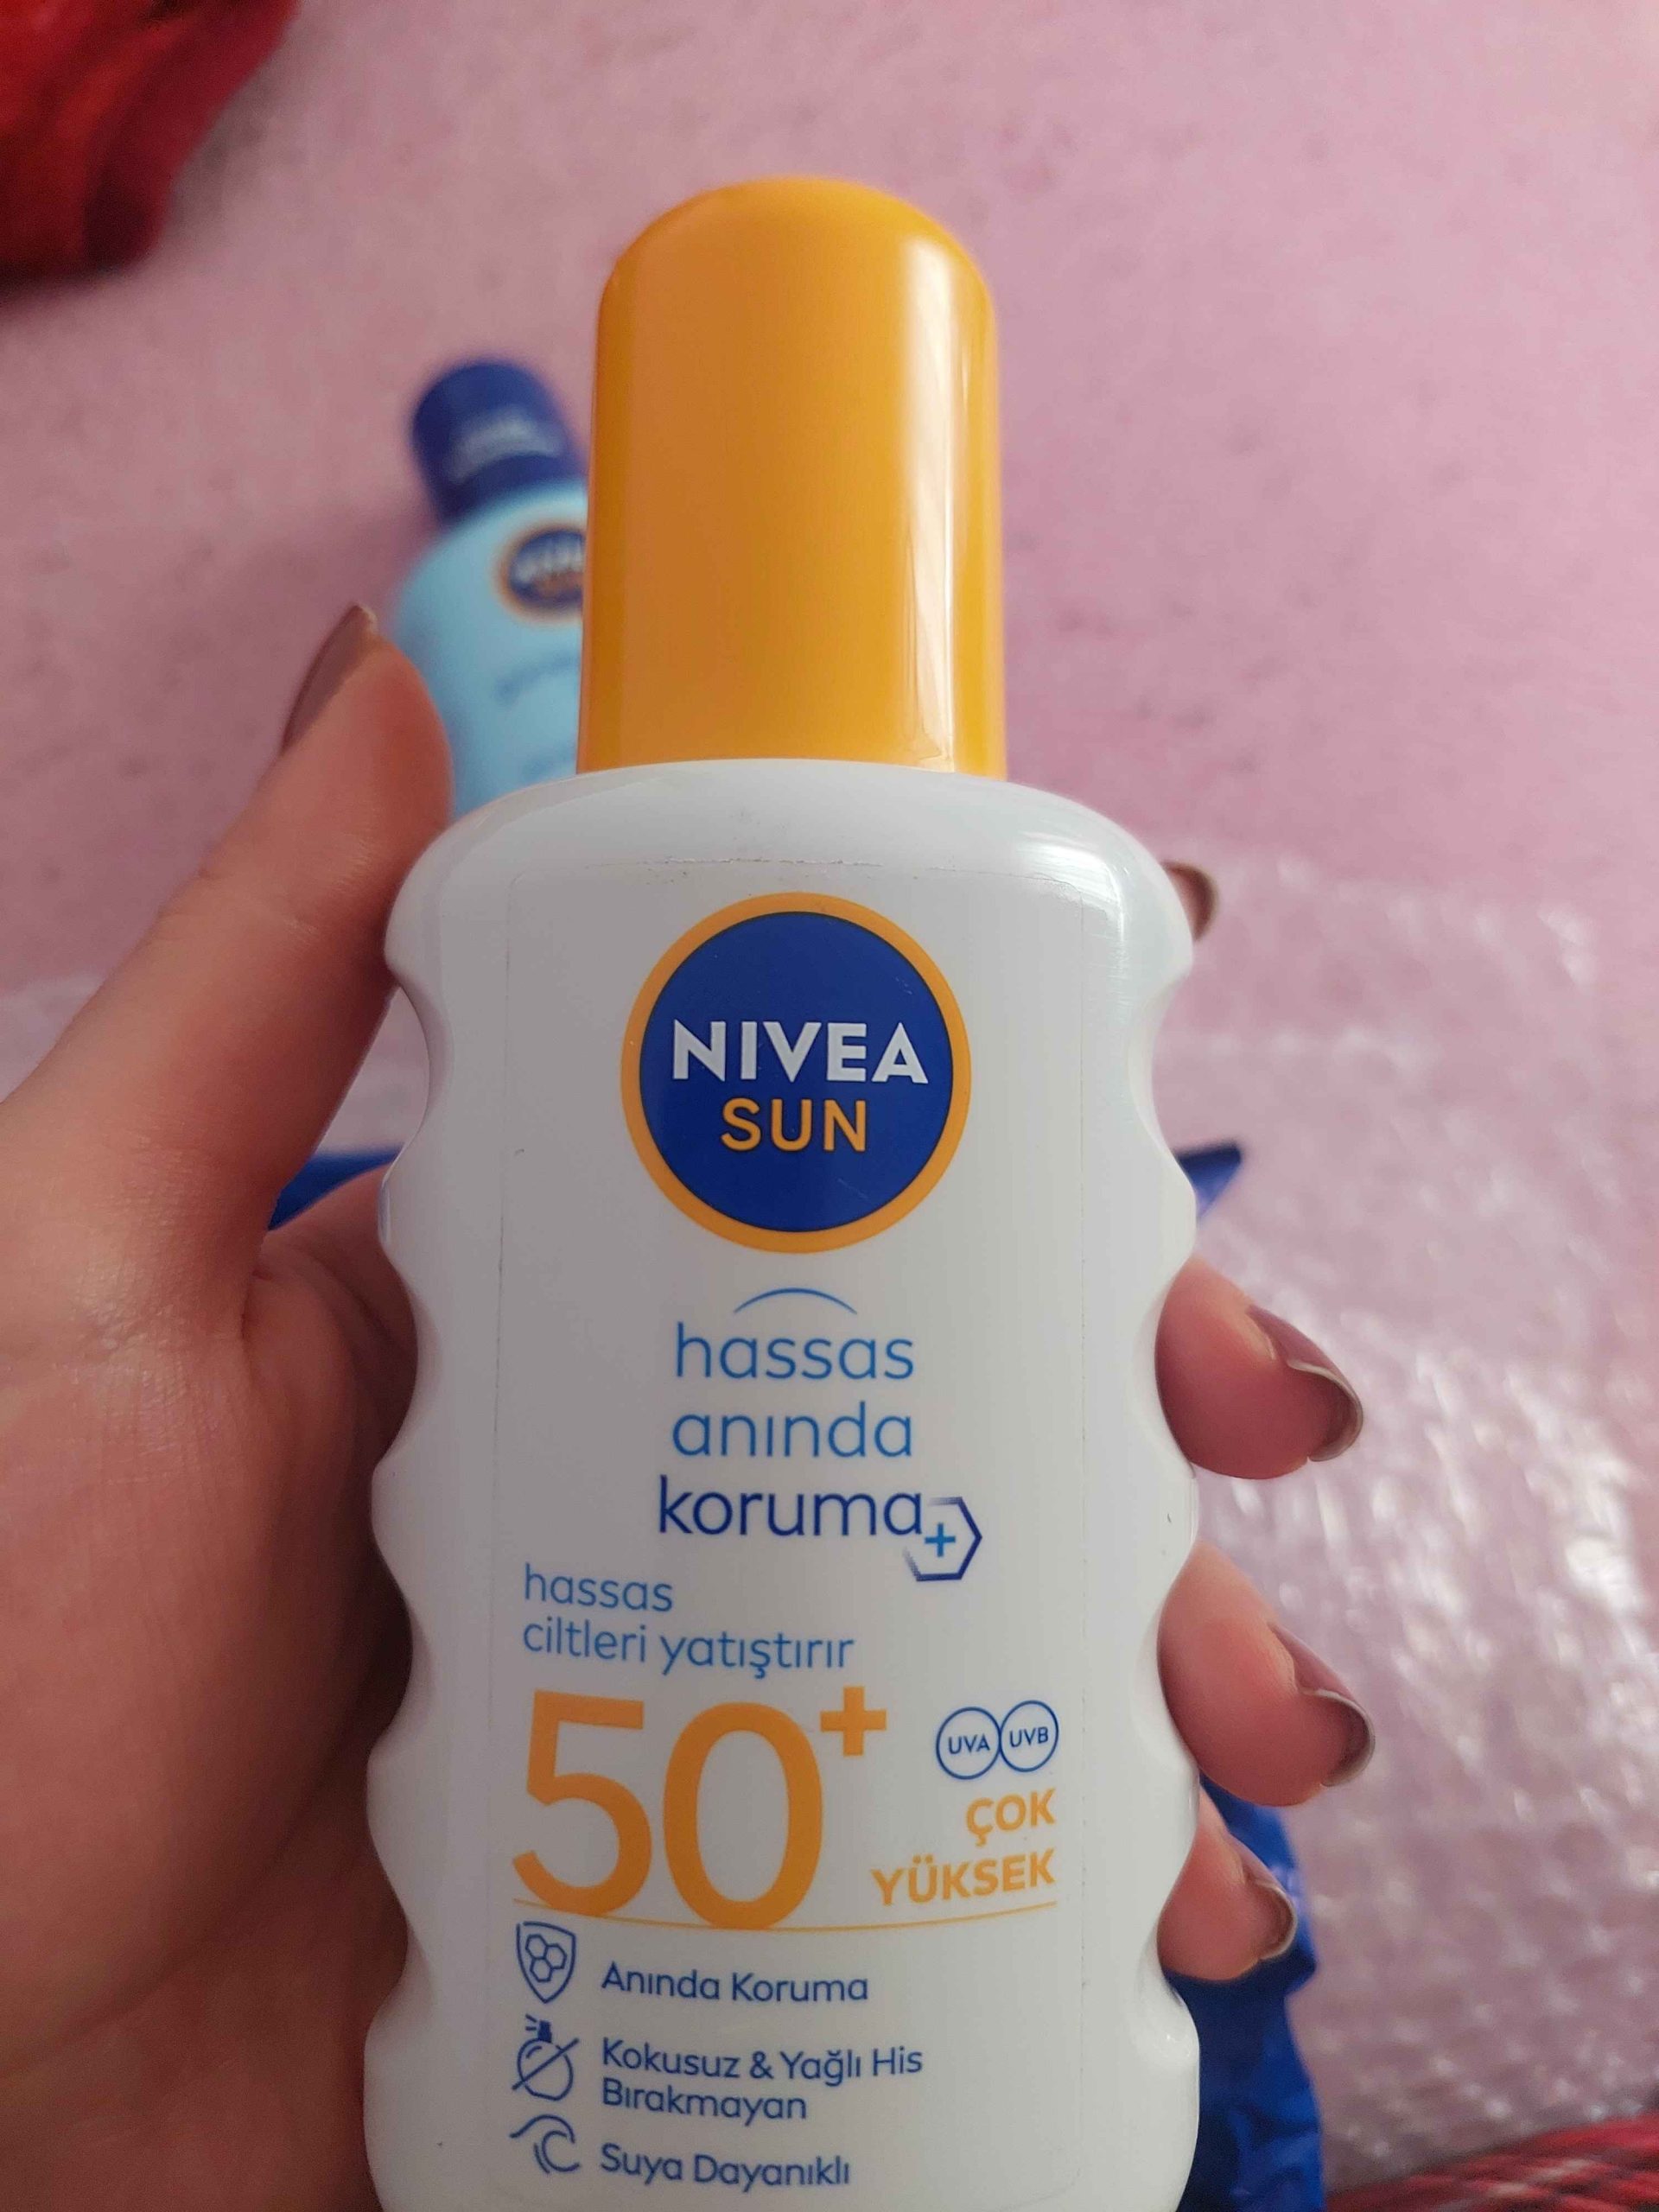 NIVEA
SUN
hassas
anında
koruma+
hassas
ciltleri yatıştırır
50+
UVA UVB
ÇOK
YÜKSEK
Anında Koruma
Kokusuz & Yağlı His
Bırakmayan
Suya Dayanıklı